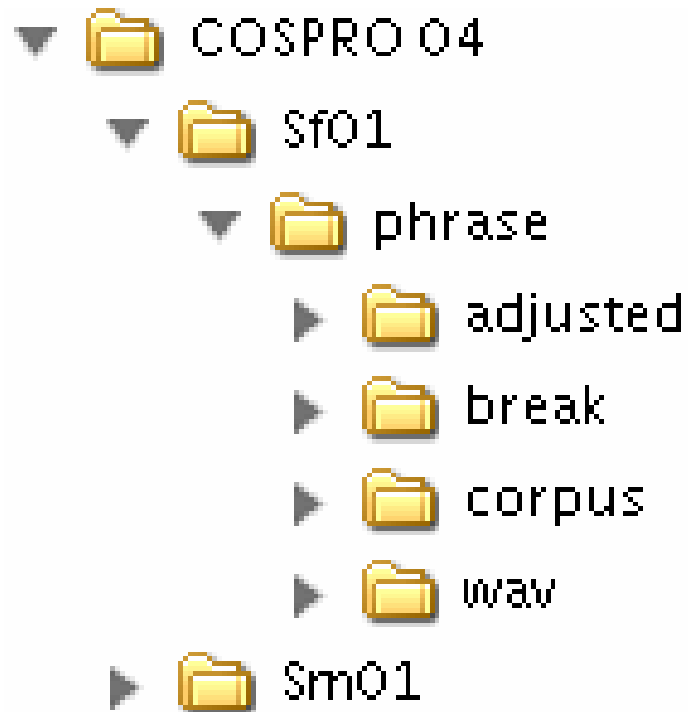 COSPRO 04
Sf01
phrase
adjusted
break
corpus
wav
Sm01